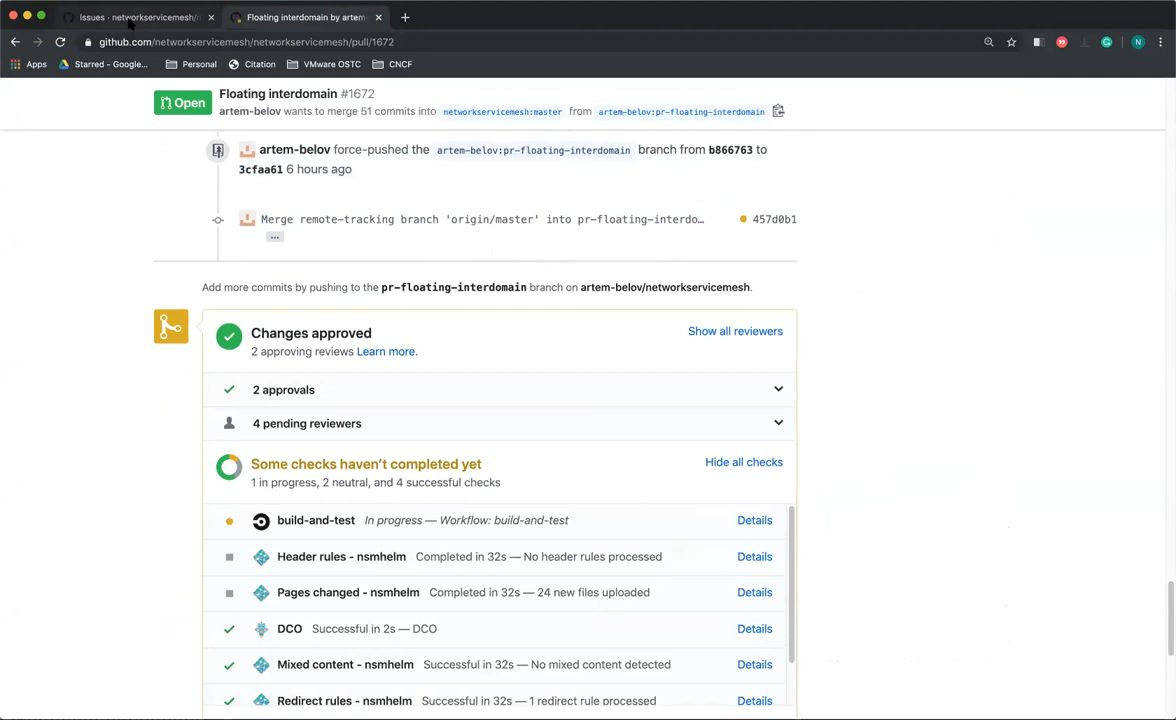 Issues · networkservicemesh/n
Floating interdomain by artem-
github.com/networkservicemesh/networkservicemesh/pull/1672
N
Apps
Starred - Google...
Personal
Citation
VMware OSTC
CNCF
Open
Floating interdomain #1672
artem-belov wants to merge 51 commits into networkservicemesh:master from artem-belov:pr-floating-interdomain
artem-belov force-pushed the artem-belov:pr-floating-interdomain branch from b866763 to
3cfaa61 6 hours ago
Merge remote-tracking branch 'origin/master' into pr-floating-interdo… 457d0b1
...
Add more commits by pushing to the pr-floating-interdomain branch on artem-belov/networkservicemesh.
Changes approved
Show all reviewers
2 approving reviews Learn more.
2 approvals
4 pending reviewers
Some checks haven't completed yet
Hide all checks
1 in progress, 2 neutral, and 4 successful checks
build-and-test In progress — Workflow: build-and-test Details
Header rules - nsmhelm Completed in 32s — No header rules processed Details
Pages changed - nsmhelm Completed in 32s — 24 new files uploaded Details
DCO Successful in 2s — DCO Details
Mixed content - nsmhelm Successful in 32s — No mixed content detected Details
Redirect rules - nsmhelm Successful in 32s — 1 redirect rule processed Details